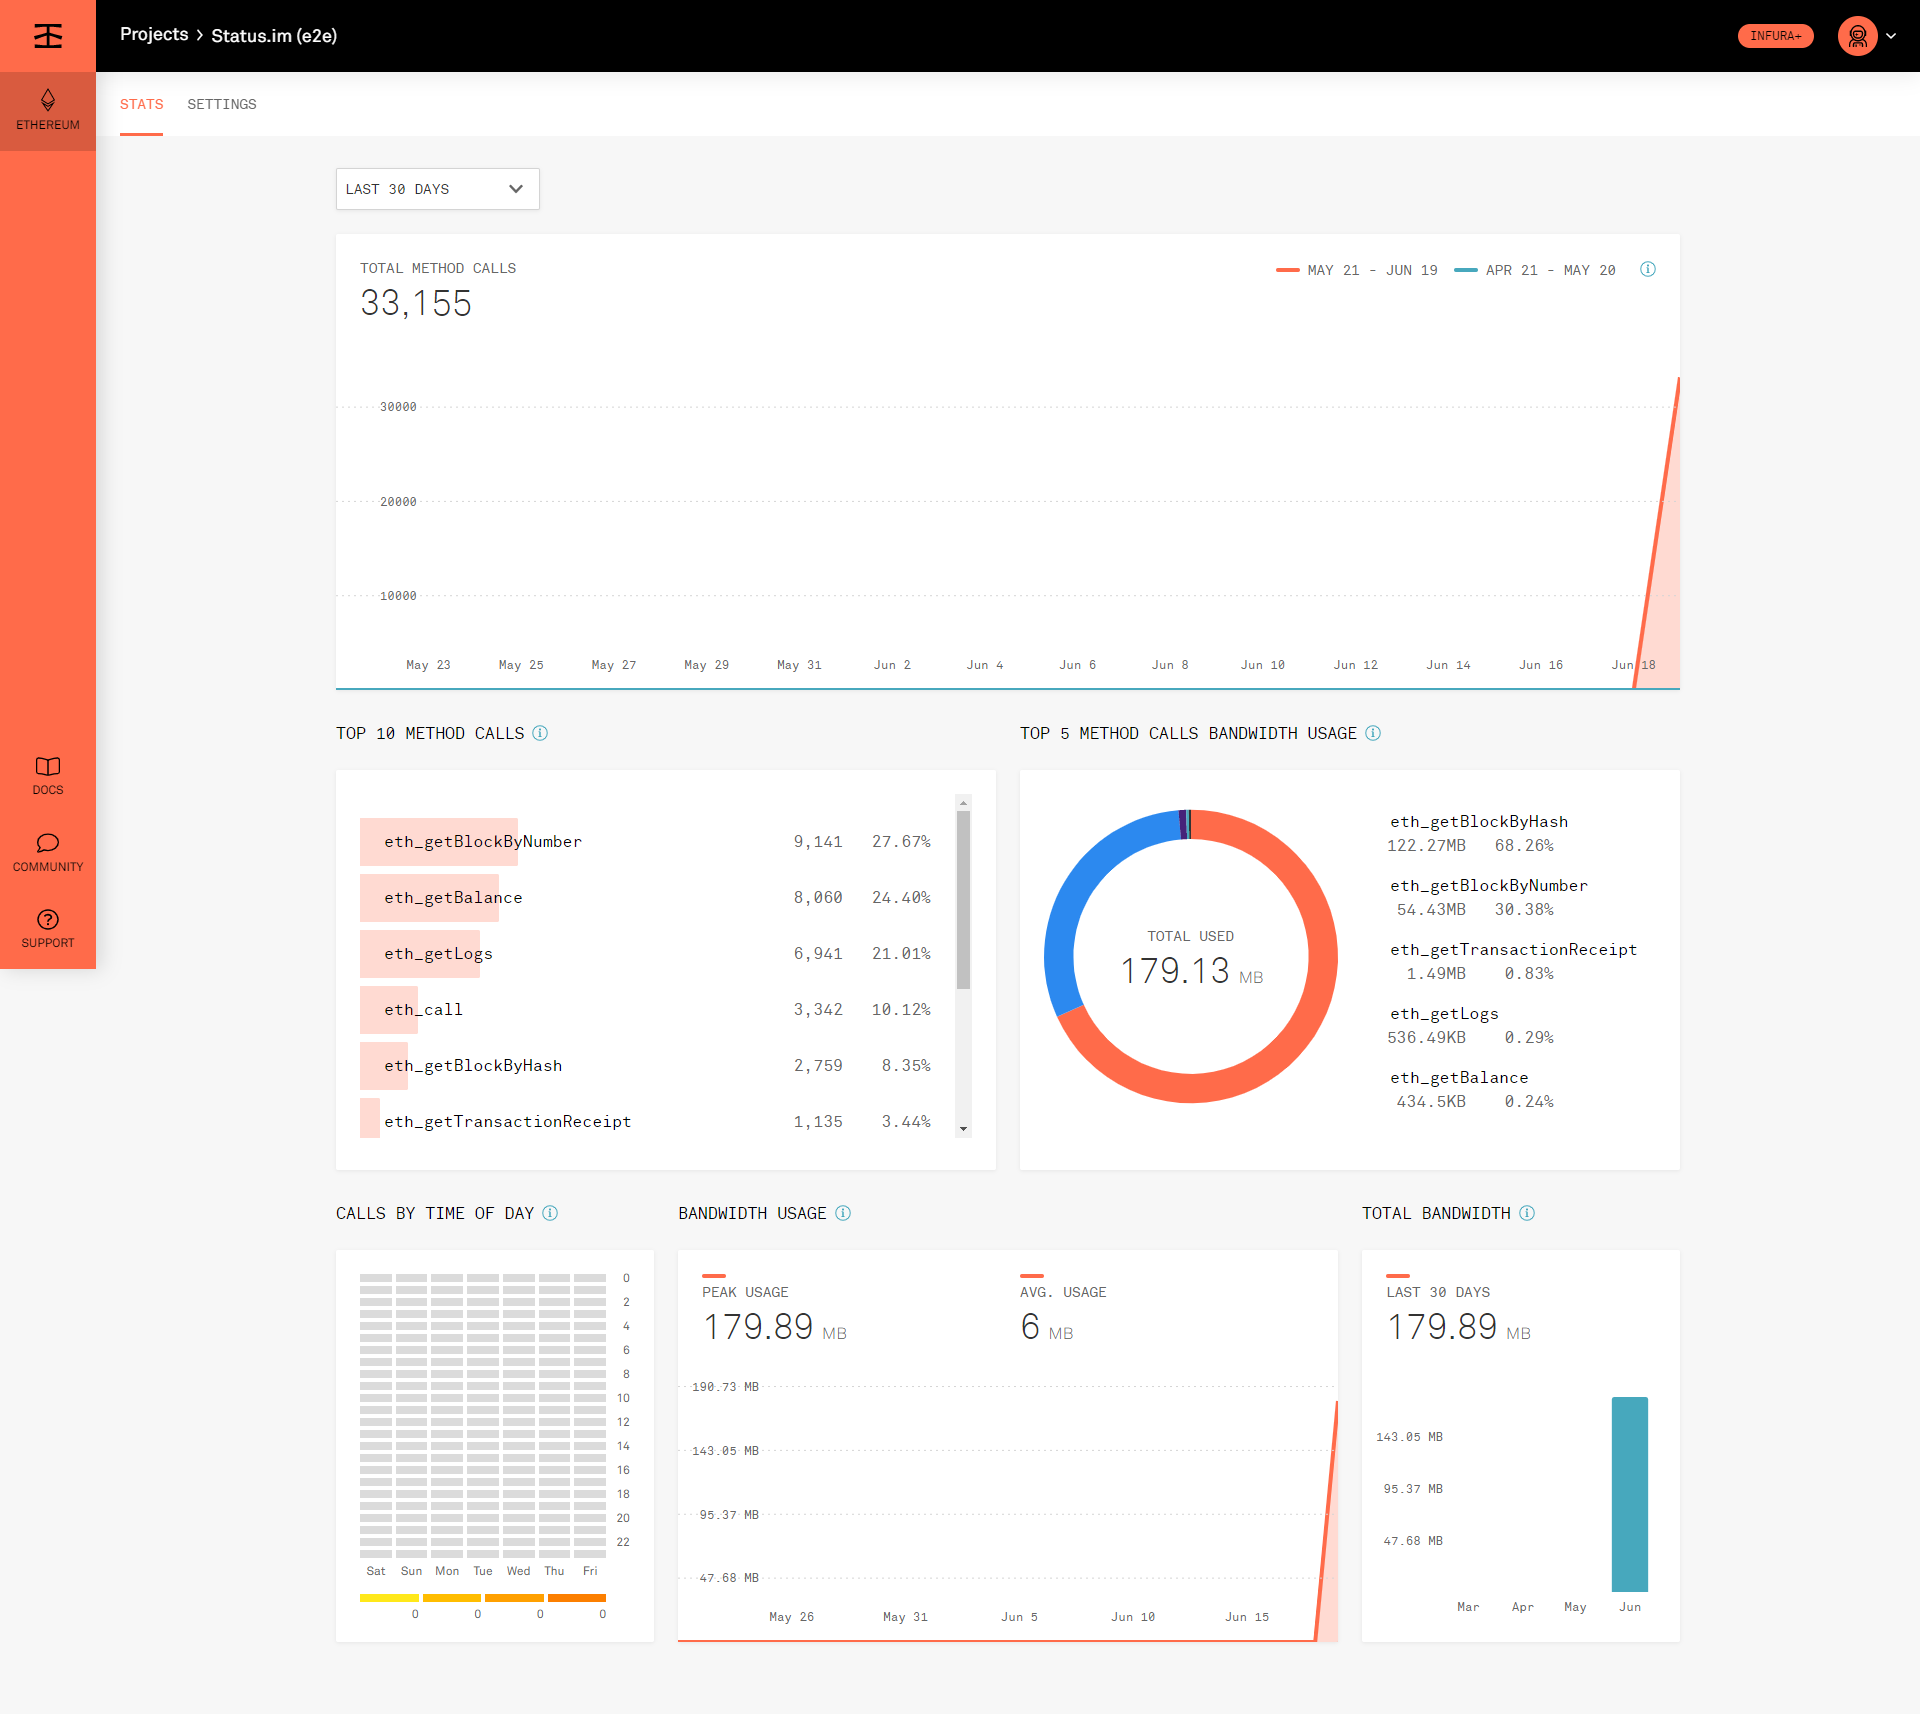 Projects > Status.im (e2e)
INFURA+
ETHEREUM
STATS SETTINGS
LAST 30 DAYS
TOTAL METHOD CALLS
33,155
MAY 21 - JUN 19 APR 21 - MAY 20
30000
20000
10000
May 23 May 25 May 27 May 29 May 31 Jun 2 Jun 4 Jun 6 Jun 8 Jun 10 Jun 12 Jun 14 Jun 16 Jun 18
DOCS
COMMUNITY
SUPPORT
TOP 10 METHOD CALLS
eth_getBlockByNumber 9,141 27.67%
eth_getBalance 8,060 24.40%
eth_getLogs 6,941 21.01%
eth_call 3,342 10.12%
eth_getBlockByHash 2,759 8.35%
eth_getTransactionReceipt 1,135 3.44%
TOP 5 METHOD CALLS BANDWIDTH USAGE
TOTAL USED
179.13 MB
eth_getBlockByHash
122.27MB 68.26%
eth_getBlockByNumber
54.43MB 30.38%
eth_getTransactionReceipt
1.49MB 0.83%
eth_getLogs
536.49KB 0.29%
eth_getBalance
434.5KB 0.24%
CALLS BY TIME OF DAY
0
2
4
6
8
10
12
14
16
18
20
22
Sat Sun Mon Tue Wed Thu Fri
0 0 0 0
BANDWIDTH USAGE
PEAK USAGE
179.89 MB
AVG. USAGE
6 MB
190.73 MB
143.05 MB
95.37 MB
47.68 MB
May 26 May 31 Jun 5 Jun 10 Jun 15
TOTAL BANDWIDTH
LAST 30 DAYS
179.89 MB
143.05 MB
95.37 MB
47.68 MB
Mar Apr May Jun